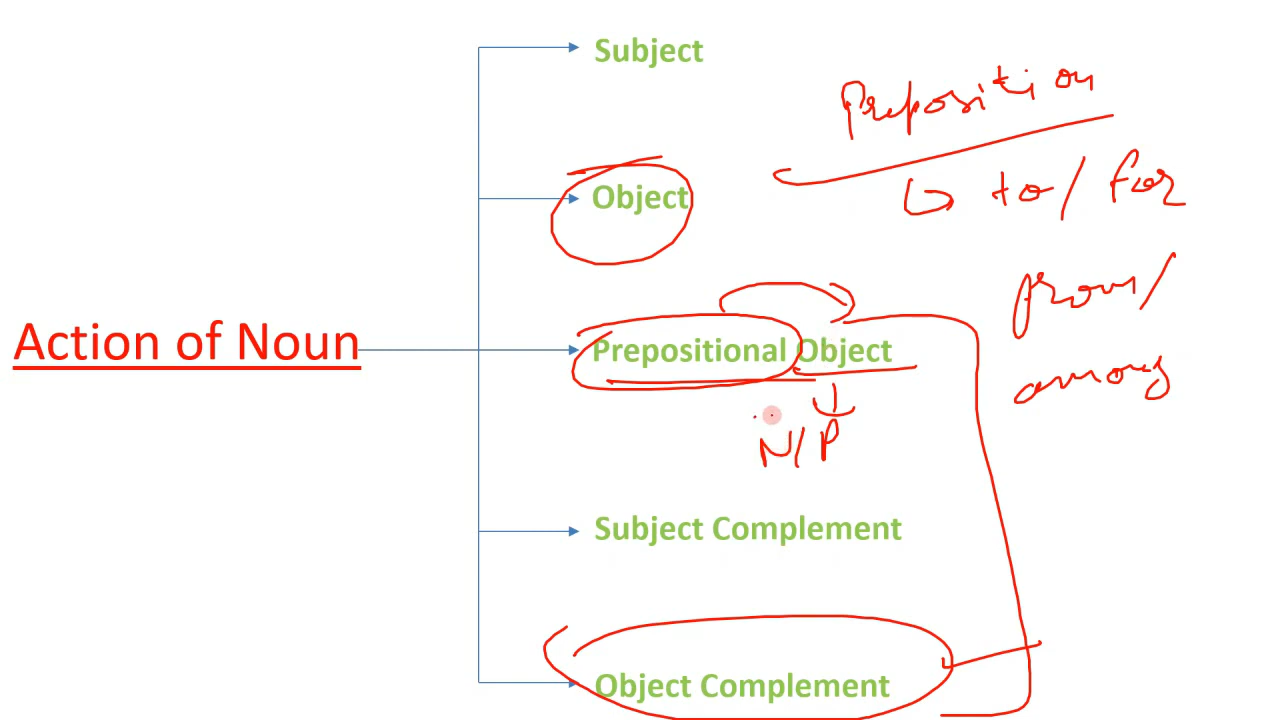 Subject
Preposition
↳ to/for
Object
from/
among
Action of Noun
Prepositional Object
N/P
Subject Complement
Object Complement